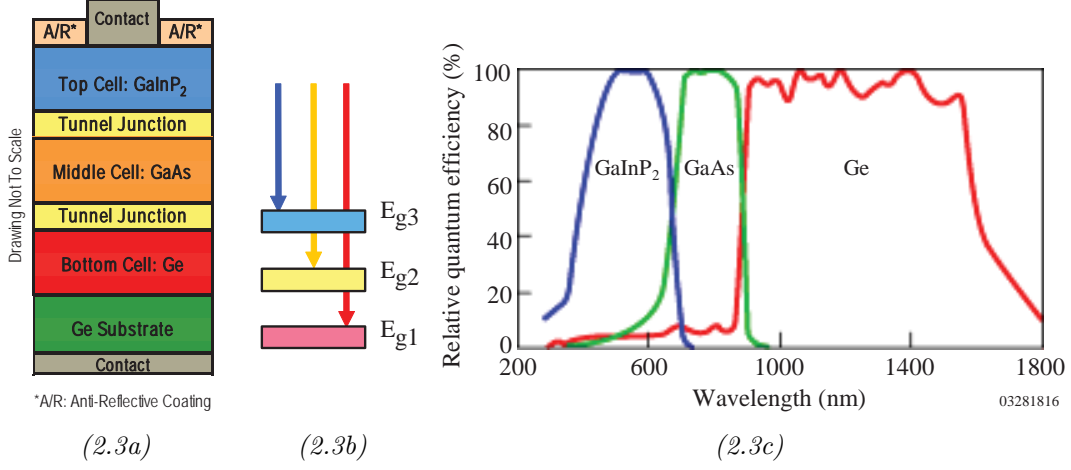 Contact
A/R* A/R*
Top Cell: GaInP₂
Tunnel Junction
Middle Cell: GaAs
Tunnel Junction
Bottom Cell: Ge
Ge Substrate
Contact
Drawing Not To Scale
*A/R: Anti-Reflective Coating
(2.3a)
Eg3
Eg2
Eg1
(2.3b)
Relative quantum efficiency (%)
100
80
60
40
20
0
GaInP₂ GaAs Ge
200 600 1000 1400 1800
Wavelength (nm)
03281816
(2.3c)